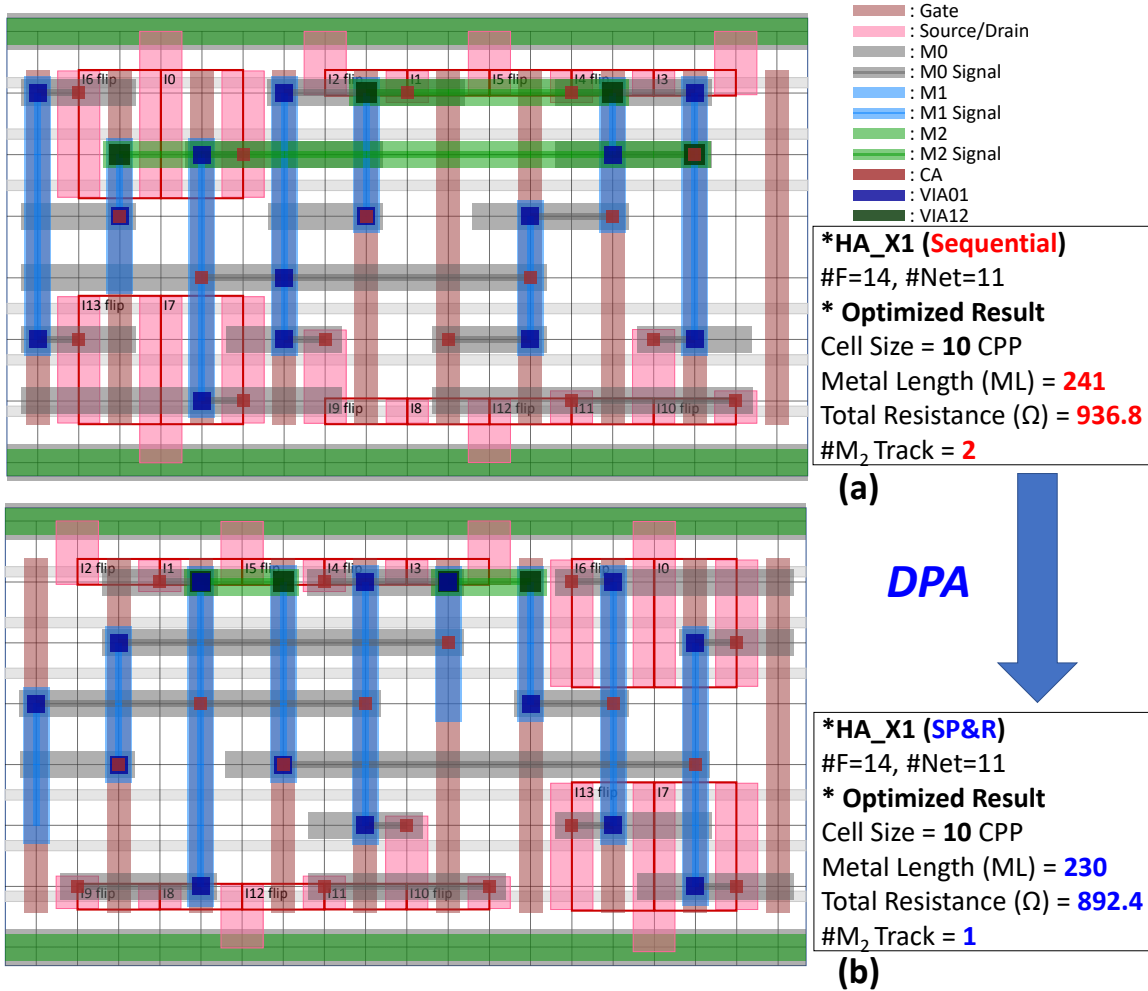 : Gate
: Source/Drain
: M0
: M0 Signal
: M1
: M1 Signal
: M2
: M2 Signal
: CA
: VIA01
: VIA12
I6 flip
I0
I2 flip
I1
I5 flip
I4 flip
I3
I13 flip
I7
I9 flip
I8
I12 flip
I11
I10 flip
*HA_X1 (Sequential)
#F=14, #Net=11
* Optimized Result
Cell Size = 10 CPP
Metal Length (ML) = 241
Total Resistance (Ω) = 936.8
#M₂ Track = 2
(a)
DPA
I2 flip
I1
I5 flip
I4 flip
I3
I6 flip
I0
I13 flip
I7
I9 flip
I8
I12 flip
I11
I10 flip
*HA_X1 (SP&R)
#F=14, #Net=11
* Optimized Result
Cell Size = 10 CPP
Metal Length (ML) = 230
Total Resistance (Ω) = 892.4
#M₂ Track = 1
(b)